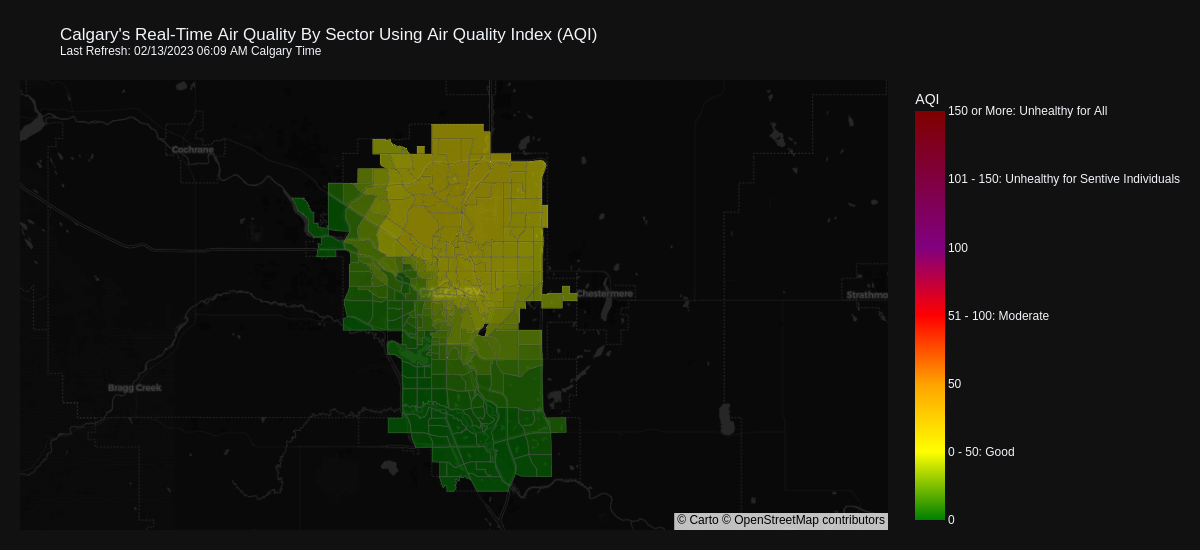 Calgary's Real-Time Air Quality By Sector Using Air Quality Index (AQI)
Last Refresh: 02/13/2023 06:09 AM Calgary Time
AQI
150 or More: Unhealthy for All
Cochrane
101 - 150: Unhealthy for Sentive Individuals
100
Chestermere
Strathmo
51 - 100: Moderate
50
Bragg Creek
0 - 50: Good
© Carto © OpenStreetMap contributors
0